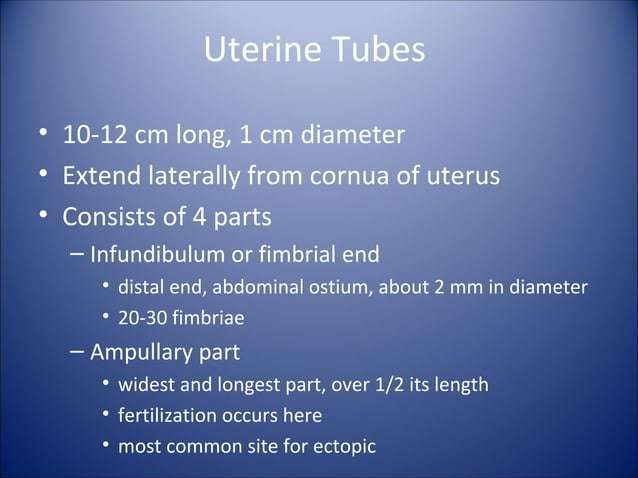 Uterine Tubes
• 10-12 cm long, 1 cm diameter
• Extend laterally from cornua of uterus
• Consists of 4 parts
– Infundibulum or fimbrial end
• distal end, abdominal ostium, about 2 mm in diameter
• 20-30 fimbriae
– Ampullary part
• widest and longest part, over 1/2 its length
• fertilization occurs here
• most common site for ectopic